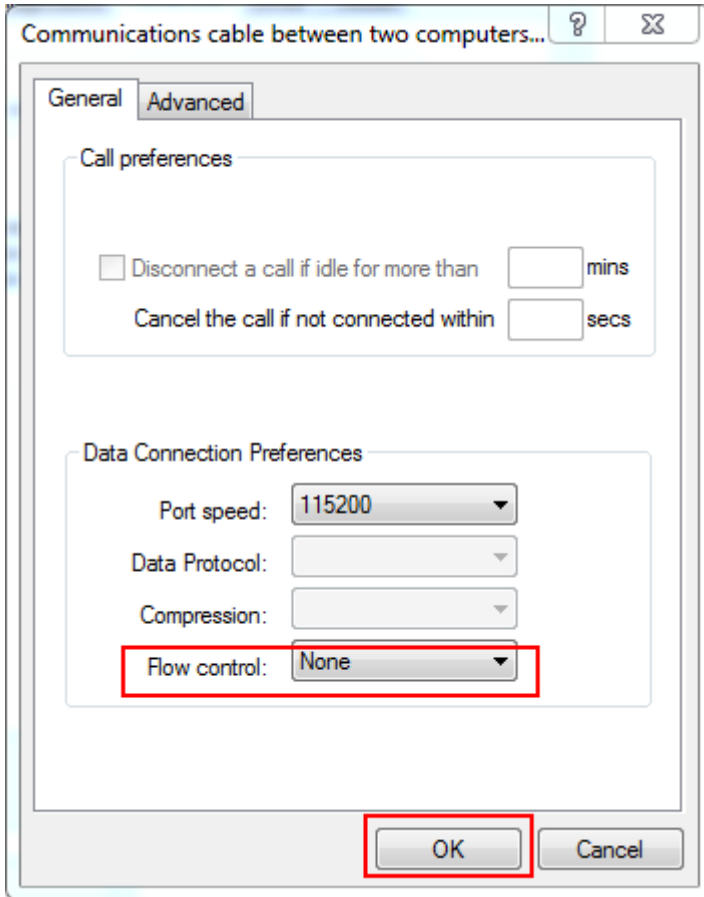 Communications cable between two computers...
General Advanced
Call preferences
Disconnect a call if idle for more than mins
Cancel the call if not connected within secs
Data Connection Preferences
Port speed: 115200
Data Protocol:
Compression:
Flow control: None
OK Cancel